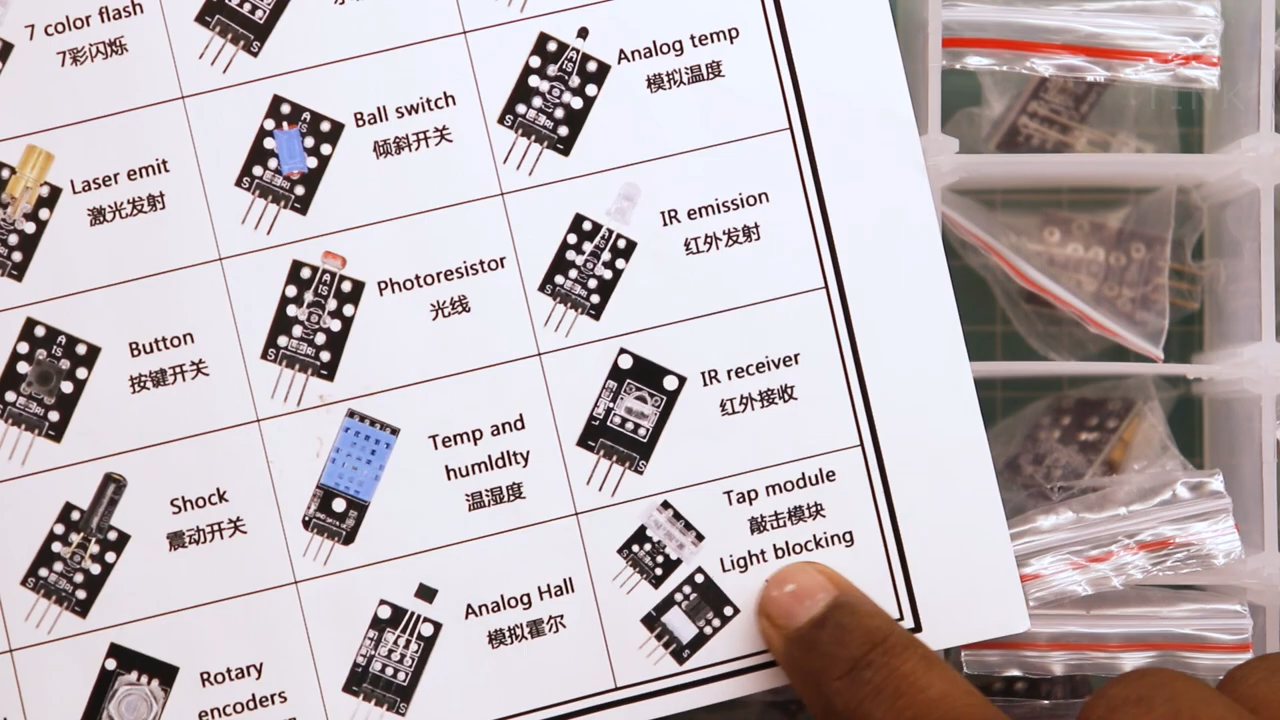 7 color flash
7彩闪烁
Laser emit
激光发射
Button
按键开关
Shock
震动开关
Rotary
encoders
Ball switch
倾斜开关
Photoresistor
光线
Temp and
humldlty
温湿度
Analog Hall
模拟霍尔
Analog temp
模拟温度
IR emission
红外发射
IR receiver
红外接收
Tap module
敲击模块
Light blocking